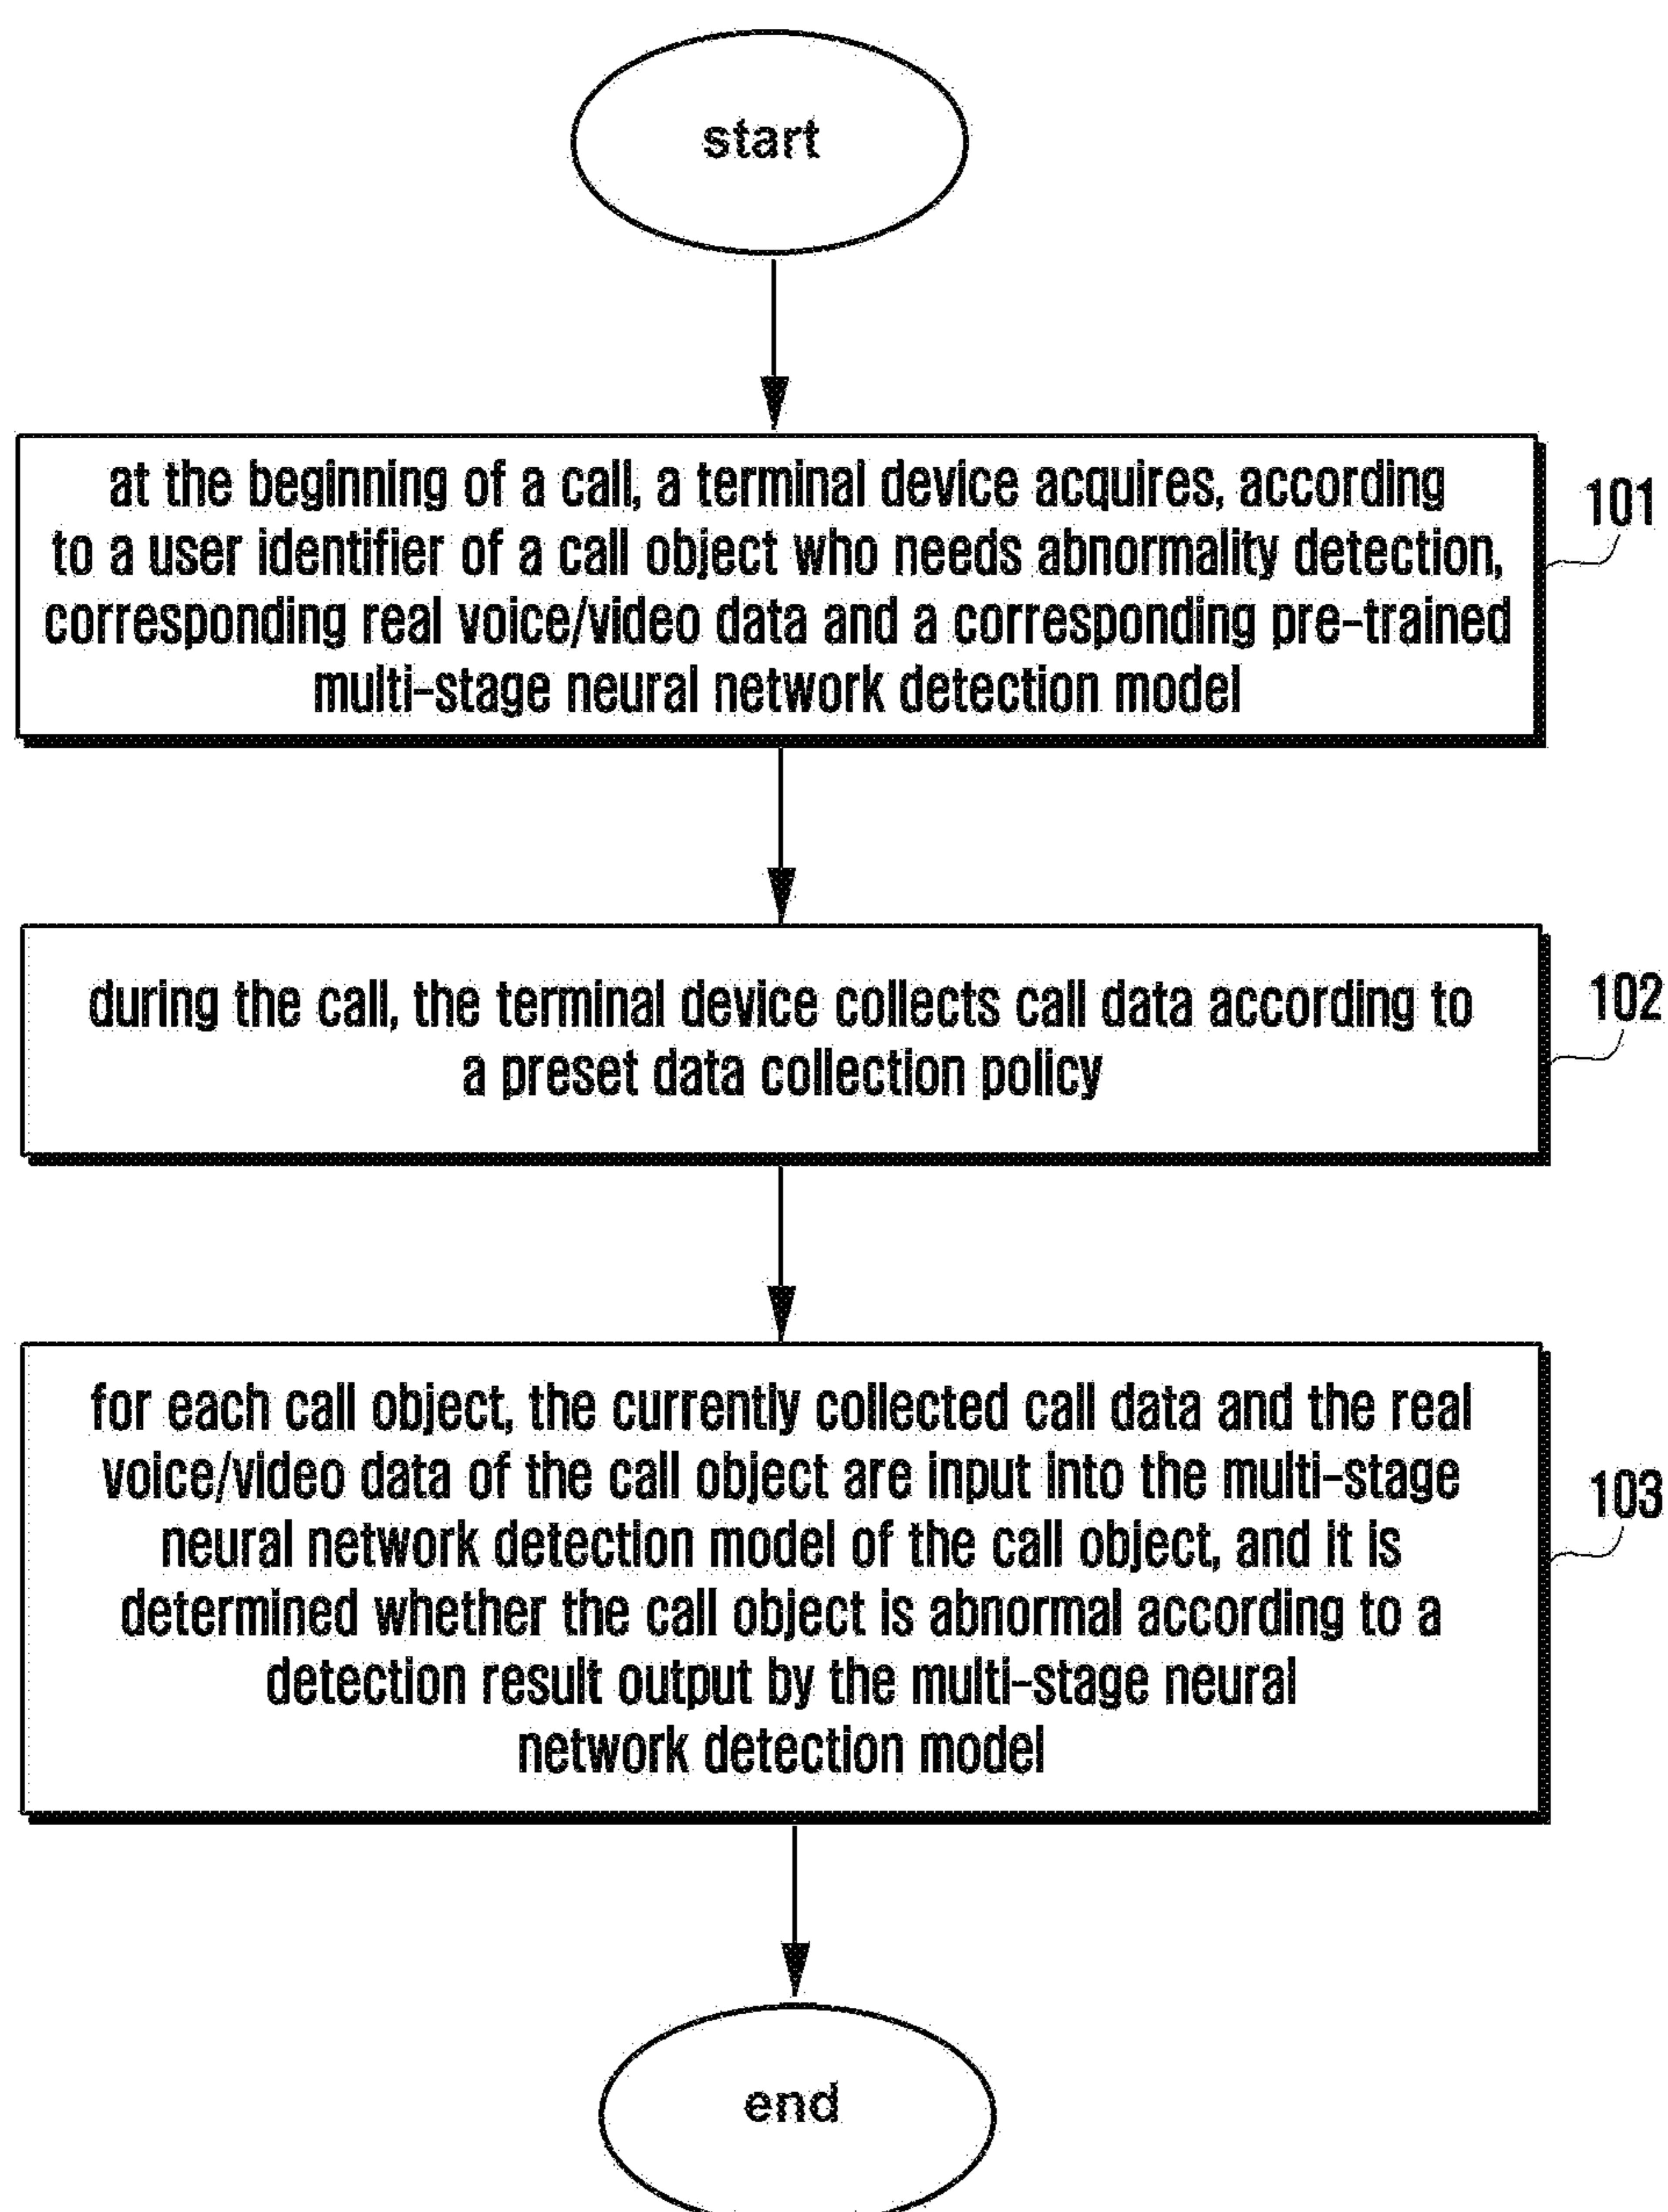 start
at the beginning of a call, a terminal device acquires, according
to a user identifier of a call object who needs abnormality detection,
corresponding real voice/video data and a corresponding pre-trained
multi-stage neural network detection model
101
during the call, the terminal device collects call data according to
a preset data collection policy
102
for each call object, the currently collected call data and the real
voice/video data of the call object are input into the multi-stage
neural network detection model of the call object, and it is
determined whether the call object is abnormal according to a
detection result output by the multi-stage neural
network detection model
103
end